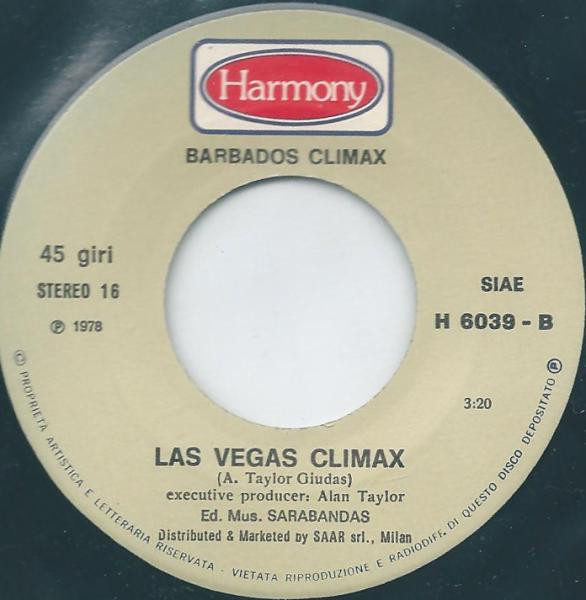 Harmony
BARBADOS CLIMAX
45 giri
STEREO 16
℗ 1978
SIAE
H 6039 - B
3:20
LAS VEGAS CLIMAX
(A. Taylor Giudas)
executive producer: Alan Taylor
Ed. Mus. SARABANDAS
Distributed & Marketed by SAAR srl., Milan
© PROPRIETA ARTISTICA E LETTERARIA RISERVATA - VIETATA RIPRODUZIONE E RADIODIFF. DI QUESTO DISCO DEPOSITATO ℗